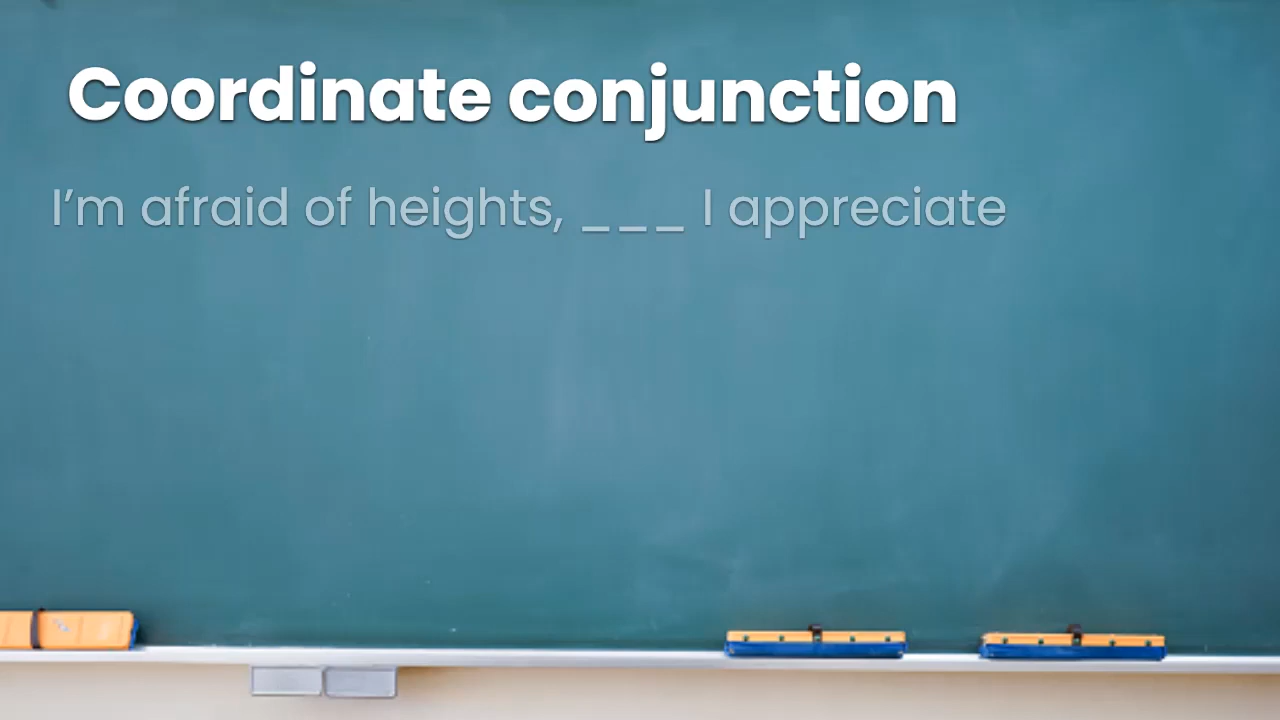 Coordinate conjunction
I’m afraid of heights, ___ I appreciate